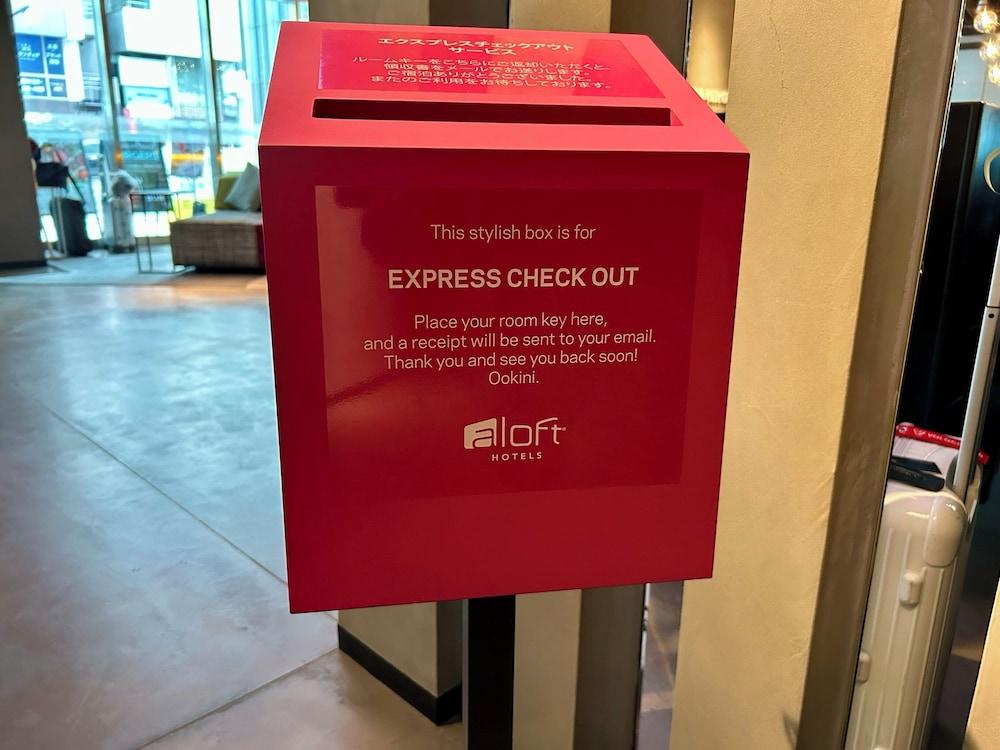 エクスプレスチェックアウト
サービス
ルームキーをこちらにご返却いただくと、
領収書をメールでお送りします。
ご宿泊ありがとうございました。
またのご利用をお待ちしております。
This stylish box is for
EXPRESS CHECK OUT
Place your room key here,
and a receipt will be sent to your email.
Thank you and see you back soon!
Ookini.
aloft
HOTELS